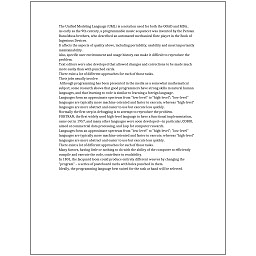 The Unified Modeling Language (UML) is a notation used for both the OOAD and MDA.
As early as the 9th century, a programmable music sequencer was invented by the Persian
Banu Musa brothers, who described an automated mechanical flute player in the Book of
Ingenious Devices.
It affects the aspects of quality above, including portability, usability and most importantly
maintainability.
Also, specific user environment and usage history can make it difficult to reproduce the
problem.
Text editors were also developed that allowed changes and corrections to be made much
more easily than with punched cards.
There exist a lot of different approaches for each of those tasks.
Their jobs usually involve:
Although programming has been presented in the media as a somewhat mathematical
subject, some research shows that good programmers have strong skills in natural human
languages, and that learning to code is similar to learning a foreign language.
Languages form an approximate spectrum from "low-level" to "high-level"; "low-level"
languages are typically more machine-oriented and faster to execute, whereas "high-level"
languages are more abstract and easier to use but execute less quickly.
Normally the first step in debugging is to attempt to reproduce the problem.
FORTRAN, the first widely used high-level language to have a functional implementation,
came out in 1957, and many other languages were soon developed—in particular, COBOL
aimed at commercial data processing, and Lisp for computer research.
Languages form an approximate spectrum from "low-level" to "high-level"; "low-level"
languages are typically more machine-oriented and faster to execute, whereas "high-level"
languages are more abstract and easier to use but execute less quickly.
There exist a lot of different approaches for each of those tasks.
Many factors, having little or nothing to do with the ability of the computer to efficiently
compile and execute the code, contribute to readability.
In 1801, the Jacquard loom could produce entirely different weaves by changing the
"program" - a series of pasteboard cards with holes punched in them.
Ideally, the programming language best suited for the task at hand will be selected.